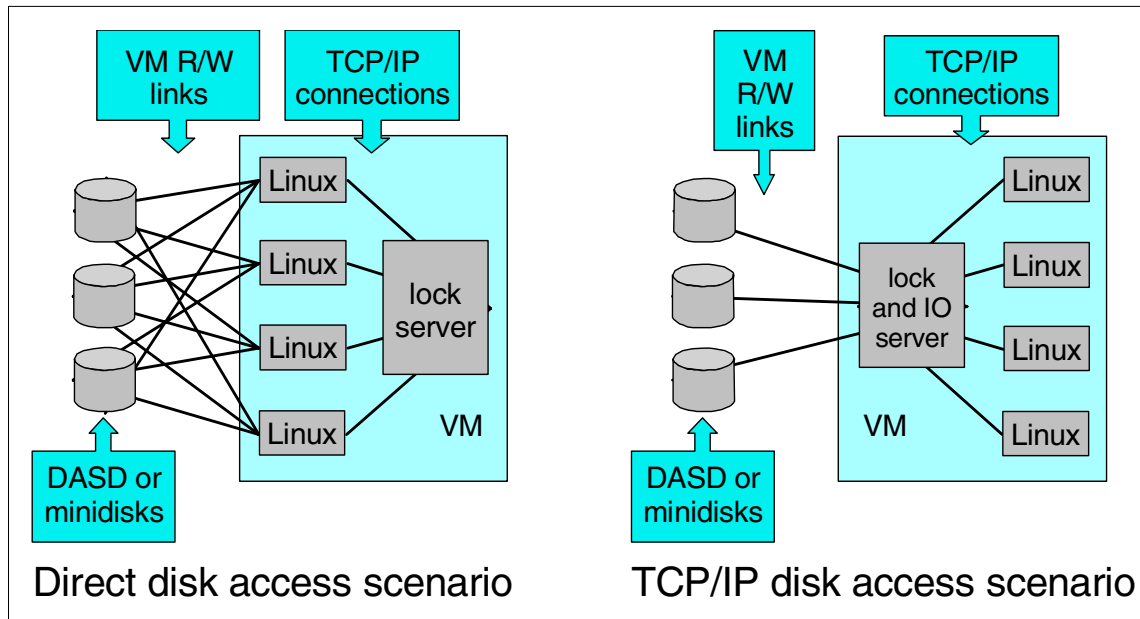 VM R/W
links
TCP/IP
connections
Linux
Linux
Linux
Linux
lock
server
VM
DASD or
minidisks
Direct disk access scenario
VM
R/W
links
TCP/IP
connections
lock
and IO
server
Linux
Linux
Linux
Linux
VM
DASD or
minidisks
TCP/IP disk access scenario